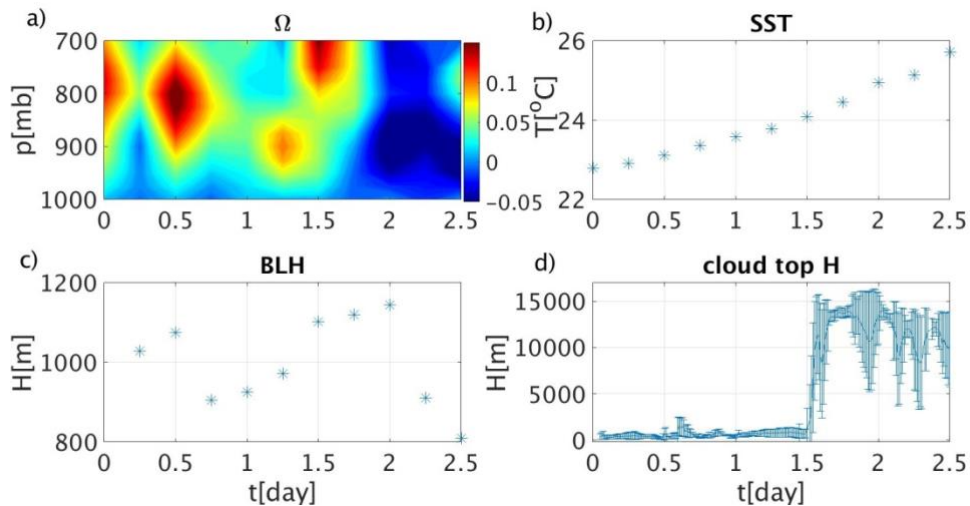 a)
Ω
p[mb]
700
800
900
1000
0 0.5 1 1.5 2 2.5
0.1
0.05
0
-0.05
b)
SST
T[°C]
26
24
22
0 0.5 1 1.5 2 2.5
c)
BLH
H[m]
1200
1000
800
0 0.5 1 1.5 2 2.5
t[day]
d)
cloud top H
H[m]
15000
10000
5000
0
0 0.5 1 1.5 2 2.5
t[day]